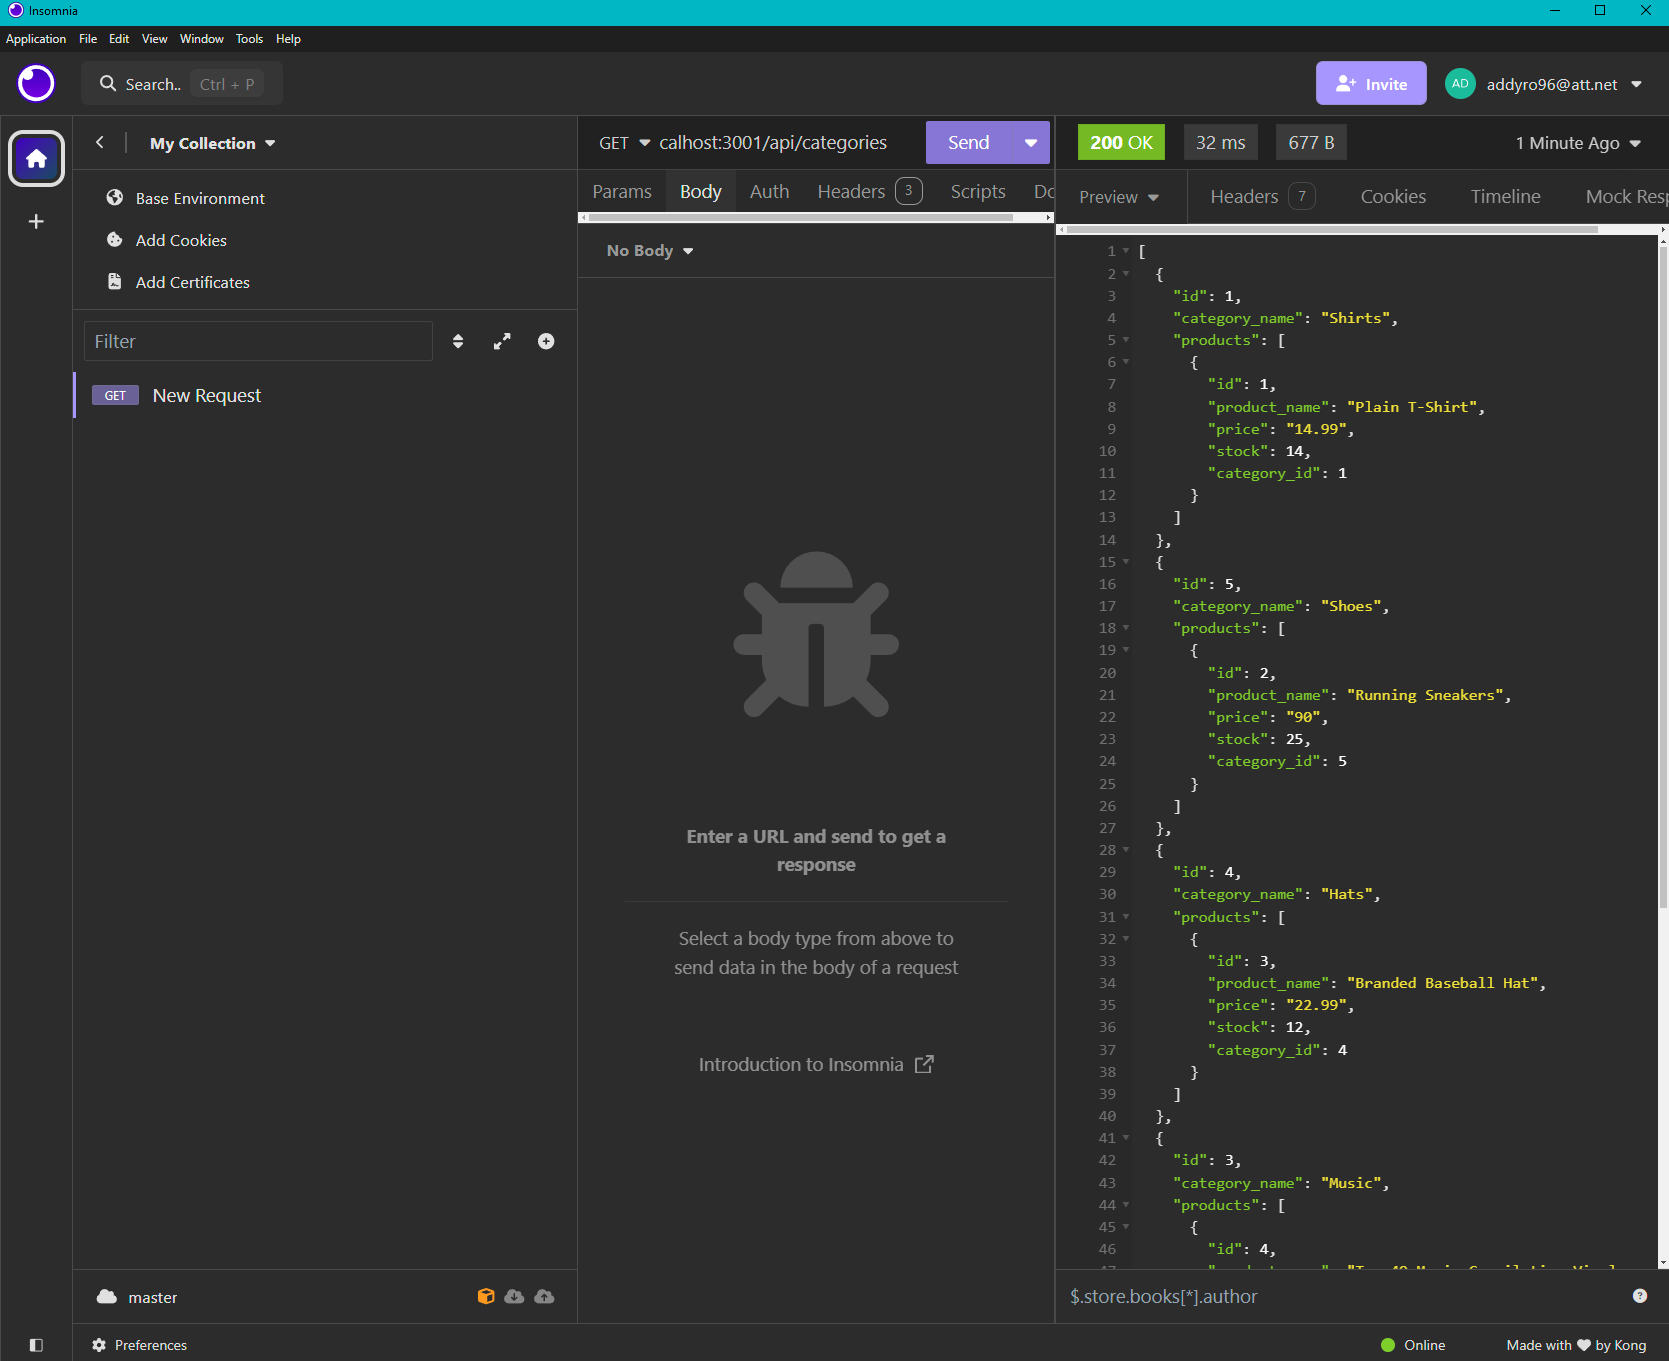 Insomnia
Application File Edit View Window Tools Help
Search.. Ctrl + P
Invite
AD addyro96@att.net
My Collection
Base Environment
Add Cookies
Add Certificates
Filter
GET New Request
master
Preferences
GET calhost:3001/api/categories Send
Params Body Auth Headers 3 Scripts Do
No Body
Enter a URL and send to get a
response
Select a body type from above to
send data in the body of a request
Introduction to Insomnia
200 OK 32 ms 677 B 1 Minute Ago
Preview Headers 7 Cookies Timeline Mock Resp
1 [
2 {
3 "id": 1,
4 "category_name": "Shirts",
5 "products": [
6 {
7 "id": 1,
8 "product_name": "Plain T-Shirt",
9 "price": "14.99",
10 "stock": 14,
11 "category_id": 1
12 }
13 ]
14 },
15 {
16 "id": 5,
17 "category_name": "Shoes",
18 "products": [
19 {
20 "id": 2,
21 "product_name": "Running Sneakers",
22 "price": "90",
23 "stock": 25,
24 "category_id": 5
25 }
26 ]
27 },
28 {
29 "id": 4,
30 "category_name": "Hats",
31 "products": [
32 {
33 "id": 3,
34 "product_name": "Branded Baseball Hat",
35 "price": "22.99",
36 "stock": 12,
37 "category_id": 4
38 }
39 ]
40 },
41 {
42 "id": 3,
43 "category_name": "Music",
44 "products": [
45 {
46 "id": 4,
$.store.books[*].author
Online
Made with by Kong